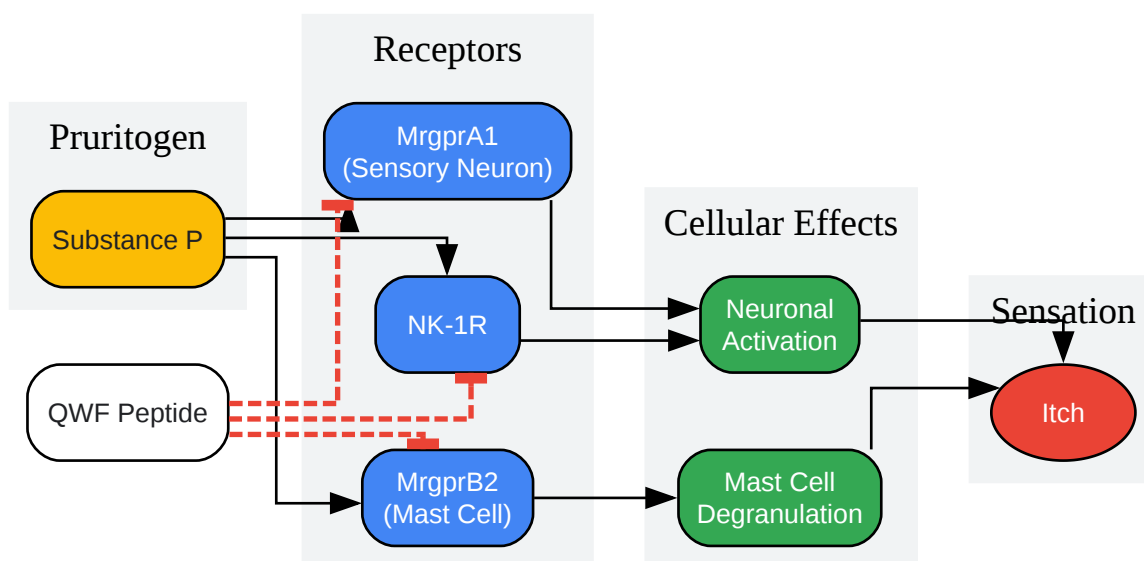 Pruritogen
Substance P
QWF Peptide
Receptors
MrgprA1
(Sensory Neuron)
NK-1R
MrgprB2
(Mast Cell)
Cellular Effects
Neuronal
Activation
Mast Cell
Degranulation
Sensation
Itch